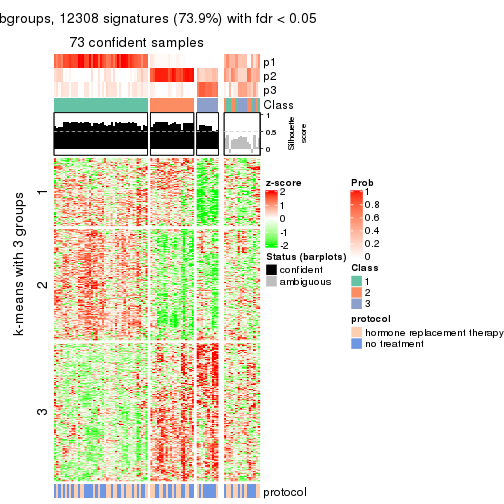 bgroups, 12308 signatures (73.9%) with fdr < 0.05
73 confident samples
p1
p2
p3
Class
1
0.5
0
Silhouette
score
k-means with 3 groups
1
2
3
z-score
2
1
0
-1
-2
Status (barplots)
confident
ambiguous
Prob
1
0.8
0.6
0.4
0.2
0
Class
1
2
3
protocol
hormone replacement therapy
no treatment
protocol